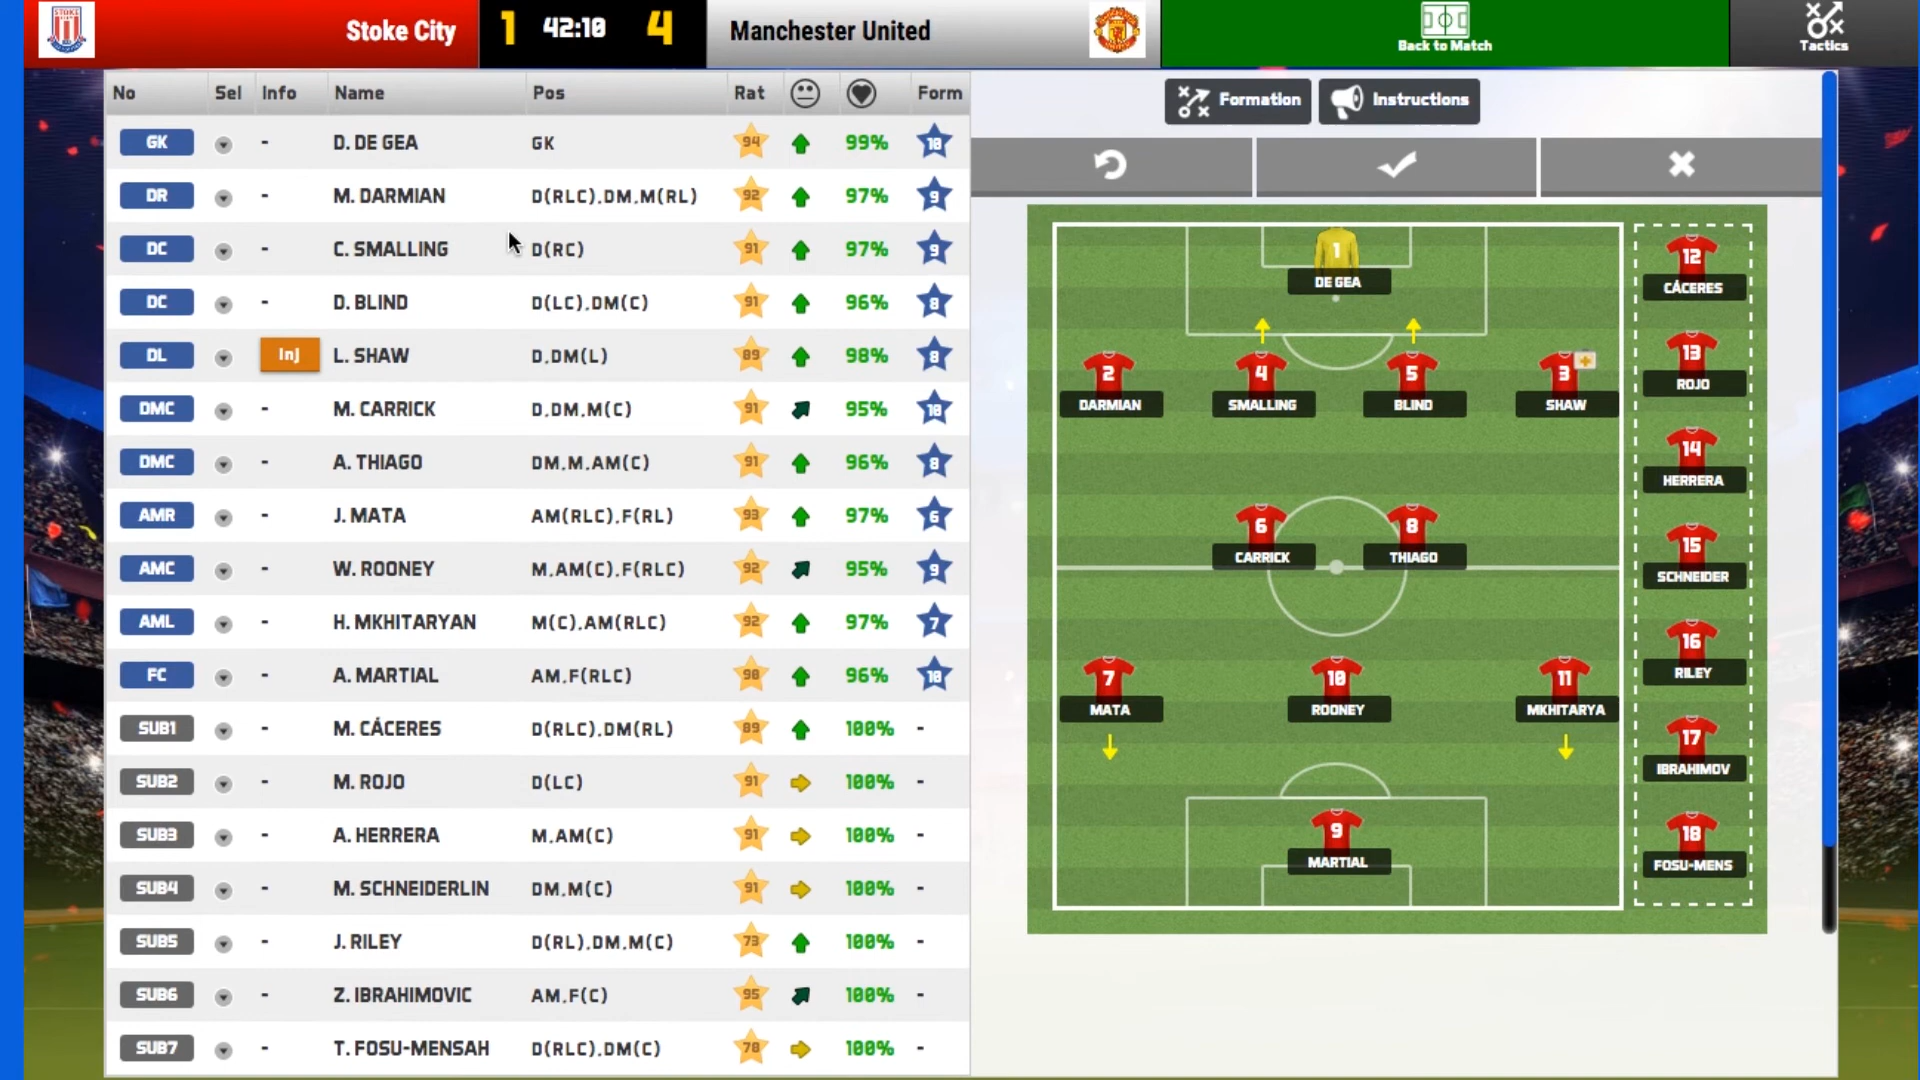 Stoke City 1 42:10 4 Manchester United
Back to Match
Tactics
No Sel Info Name Pos Rat Form
Formation Instructions
GK - D. DE GEA GK 94 99% 10
DR - M. DARMIAN D(RLC),DM,M(RL) 92 97% 9
DC - C. SMALLING D(RC) 91 97% 9
DC - D. BLIND D(LC),DM(C) 91 96% 8
DL Inj L. SHAW D,DM(L) 89 98% 8
DMC - M. CARRICK D,DM,M(C) 91 95% 10
DMC - A. THIAGO DM,M,AM(C) 91 96% 8
AMR - J. MATA AM(RLC),F(RL) 93 97% 6
AMC - W. ROONEY M,AM(C),F(RLC) 92 95% 9
AML - H. MKHITARYAN M(C),AM(RLC) 92 97% 7
FC - A. MARTIAL AM,F(RLC) 90 96% 10
SUB1 - M. CÁCERES D(RLC),DM(RL) 89 100% -
SUB2 - M. ROJO D(LC) 91 100% -
SUB3 - A. HERRERA M,AM(C) 91 100% -
SUB4 - M. SCHNEIDERLIN DM,M(C) 91 100% -
SUB5 - J. RILEY D(RL),DM,M(C) 73 100% -
SUB6 - Z. IBRAHIMOVIC AM,F(C) 95 100% -
SUB7 - T. FOSU-MENSAH D(RLC),DM(C) 78 100% -
1
DE GEA
2 4 5 3
DARMIAN SMALLING BLIND SHAW
6 8
CARRICK THIAGO
7 10 11
MATA ROONEY MKHITARYA
9
MARTIAL
12
CÁCERES
13
ROJO
14
HERRERA
15
SCHNEIDER
16
RILEY
17
IBRAHIMOV
18
FOSU-MENS